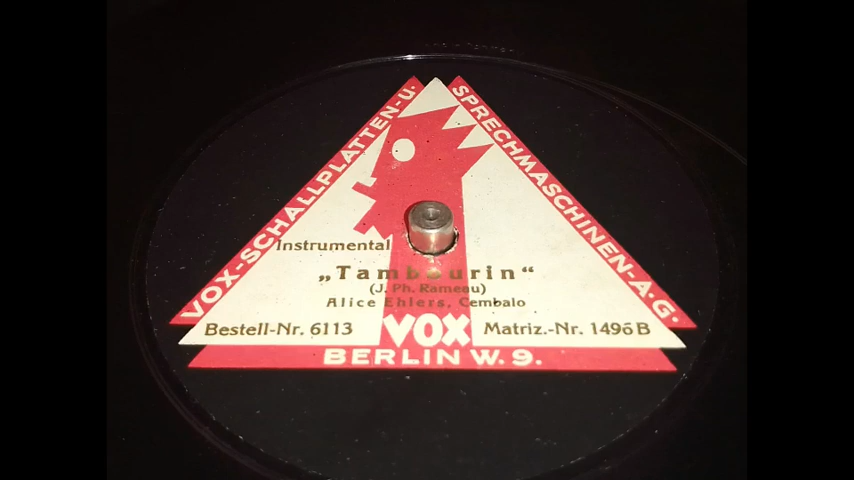 VOX-SCHALLPLATTEN-U.
SPRECHMASCHINEN-A.G.
Instrumental
„Tambourin“
(J. Ph. Rameau)
Alice Ehlers, Cembalo
Bestell-Nr. 6113
VOX
Matriz.-Nr. 1496 B
BERLIN W. 9.